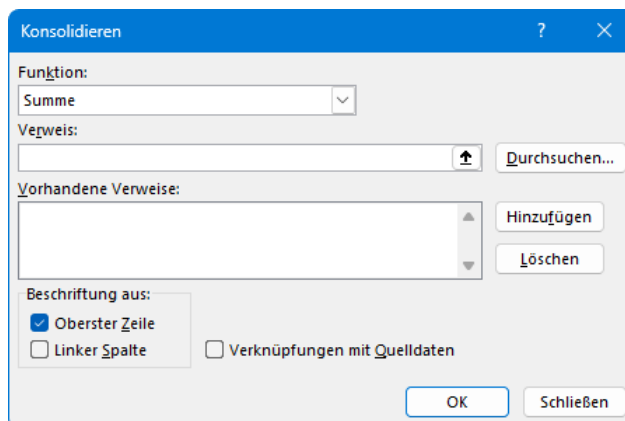 Konsolidieren ?
Funktion:
Summe
Verweis:
Durchsuchen...
Vorhandene Verweise:
Hinzufügen
Löschen
Beschriftung aus:
Oberster Zeile
Linker Spalte
Verknüpfungen mit Quelldaten
OK
Schließen